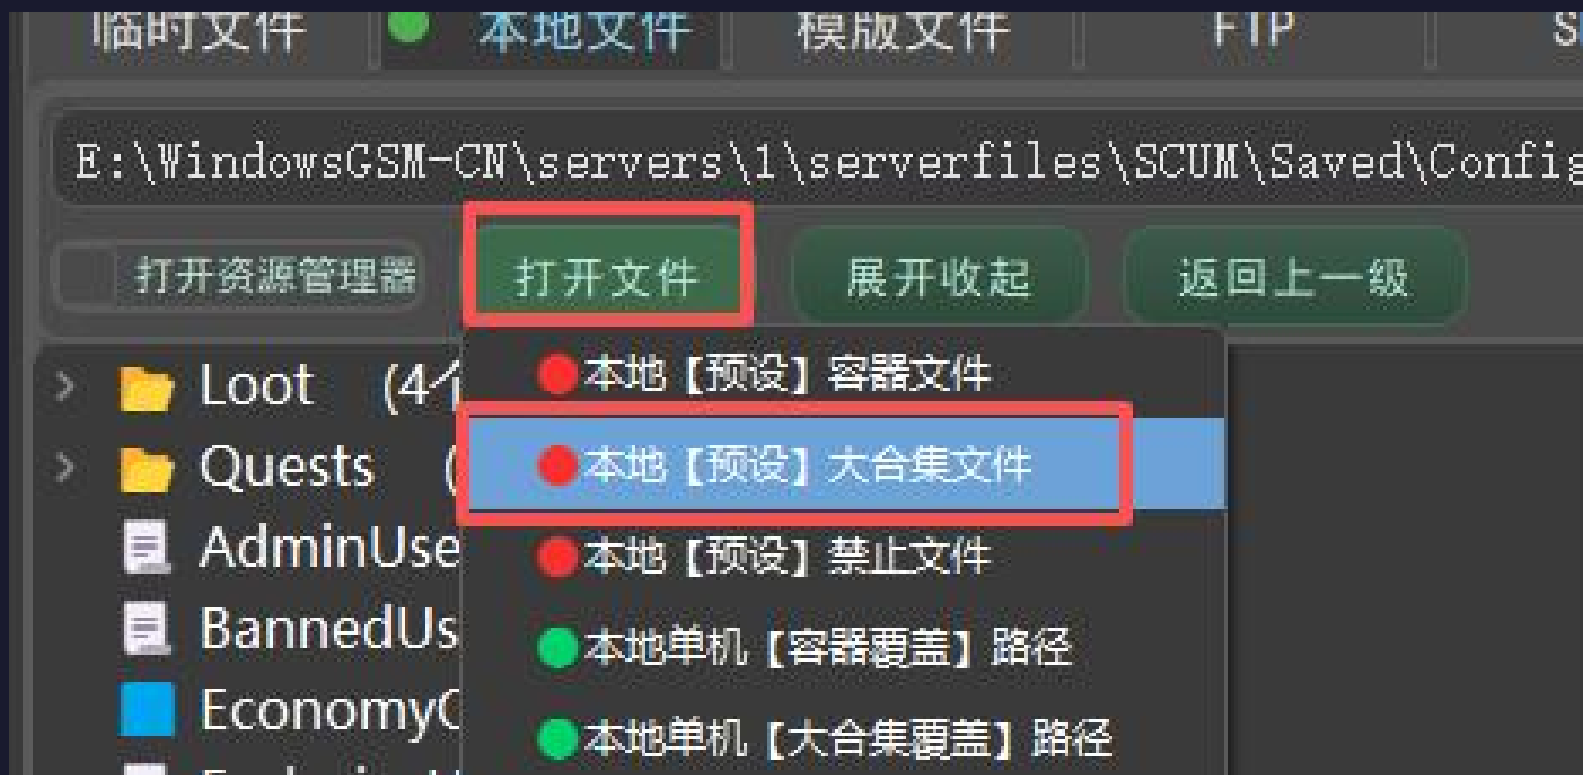 临时文件 本地文件 模版文件 FTP S
E:\WindowsGSM-CN\servers\1\serverfiles\SCUM\Saved\Config
打开资源管理器 打开文件 展开收起 返回上一级
Loot (4个
Quests (
AdminUse
BannedUs
EconomyC
本地【预设】容器文件
本地【预设】大合集文件
本地【预设】禁止文件
本地单机【容器覆盖】路径
本地单机【大合集覆盖】路径